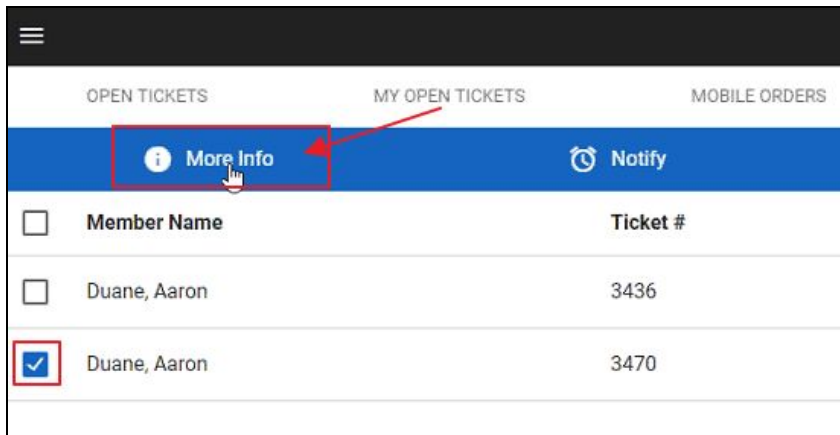 OPEN TICKETS MY OPEN TICKETS MOBILE ORDERS
More Info Notify
Member Name Ticket #
Duane, Aaron 3436
Duane, Aaron 3470